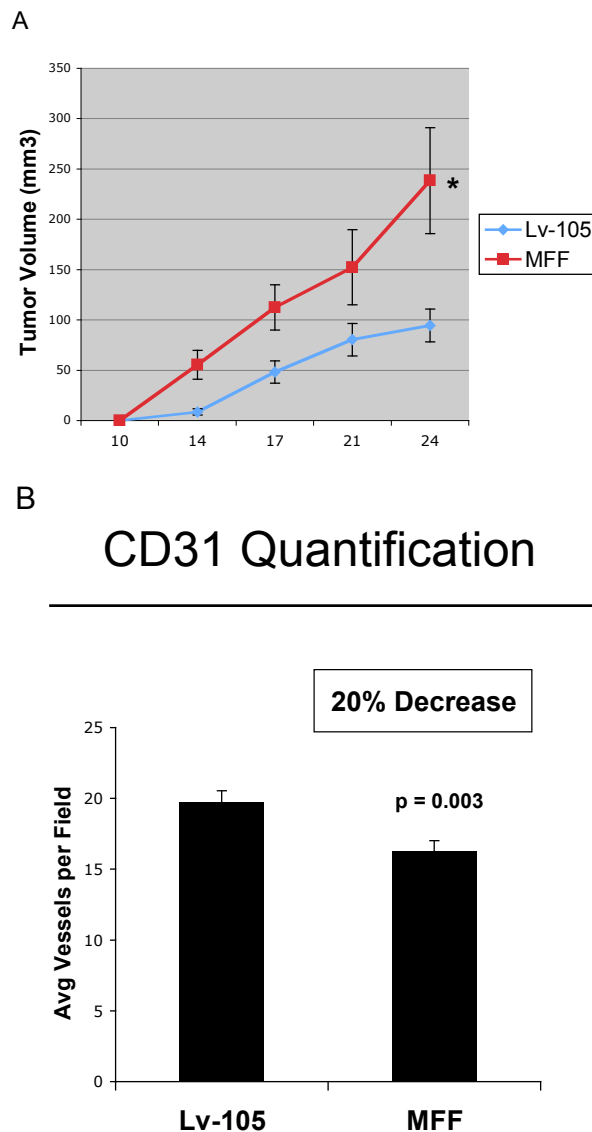 A
Tumor Volume (mm3)
350
300
250
200
150
100
50
0
10 14 17 21 24
*
Lv-105
MFF
B
CD31 Quantification
20% Decrease
Avg Vessels per Field
25
20
15
10
5
0
p = 0.003
Lv-105 MFF